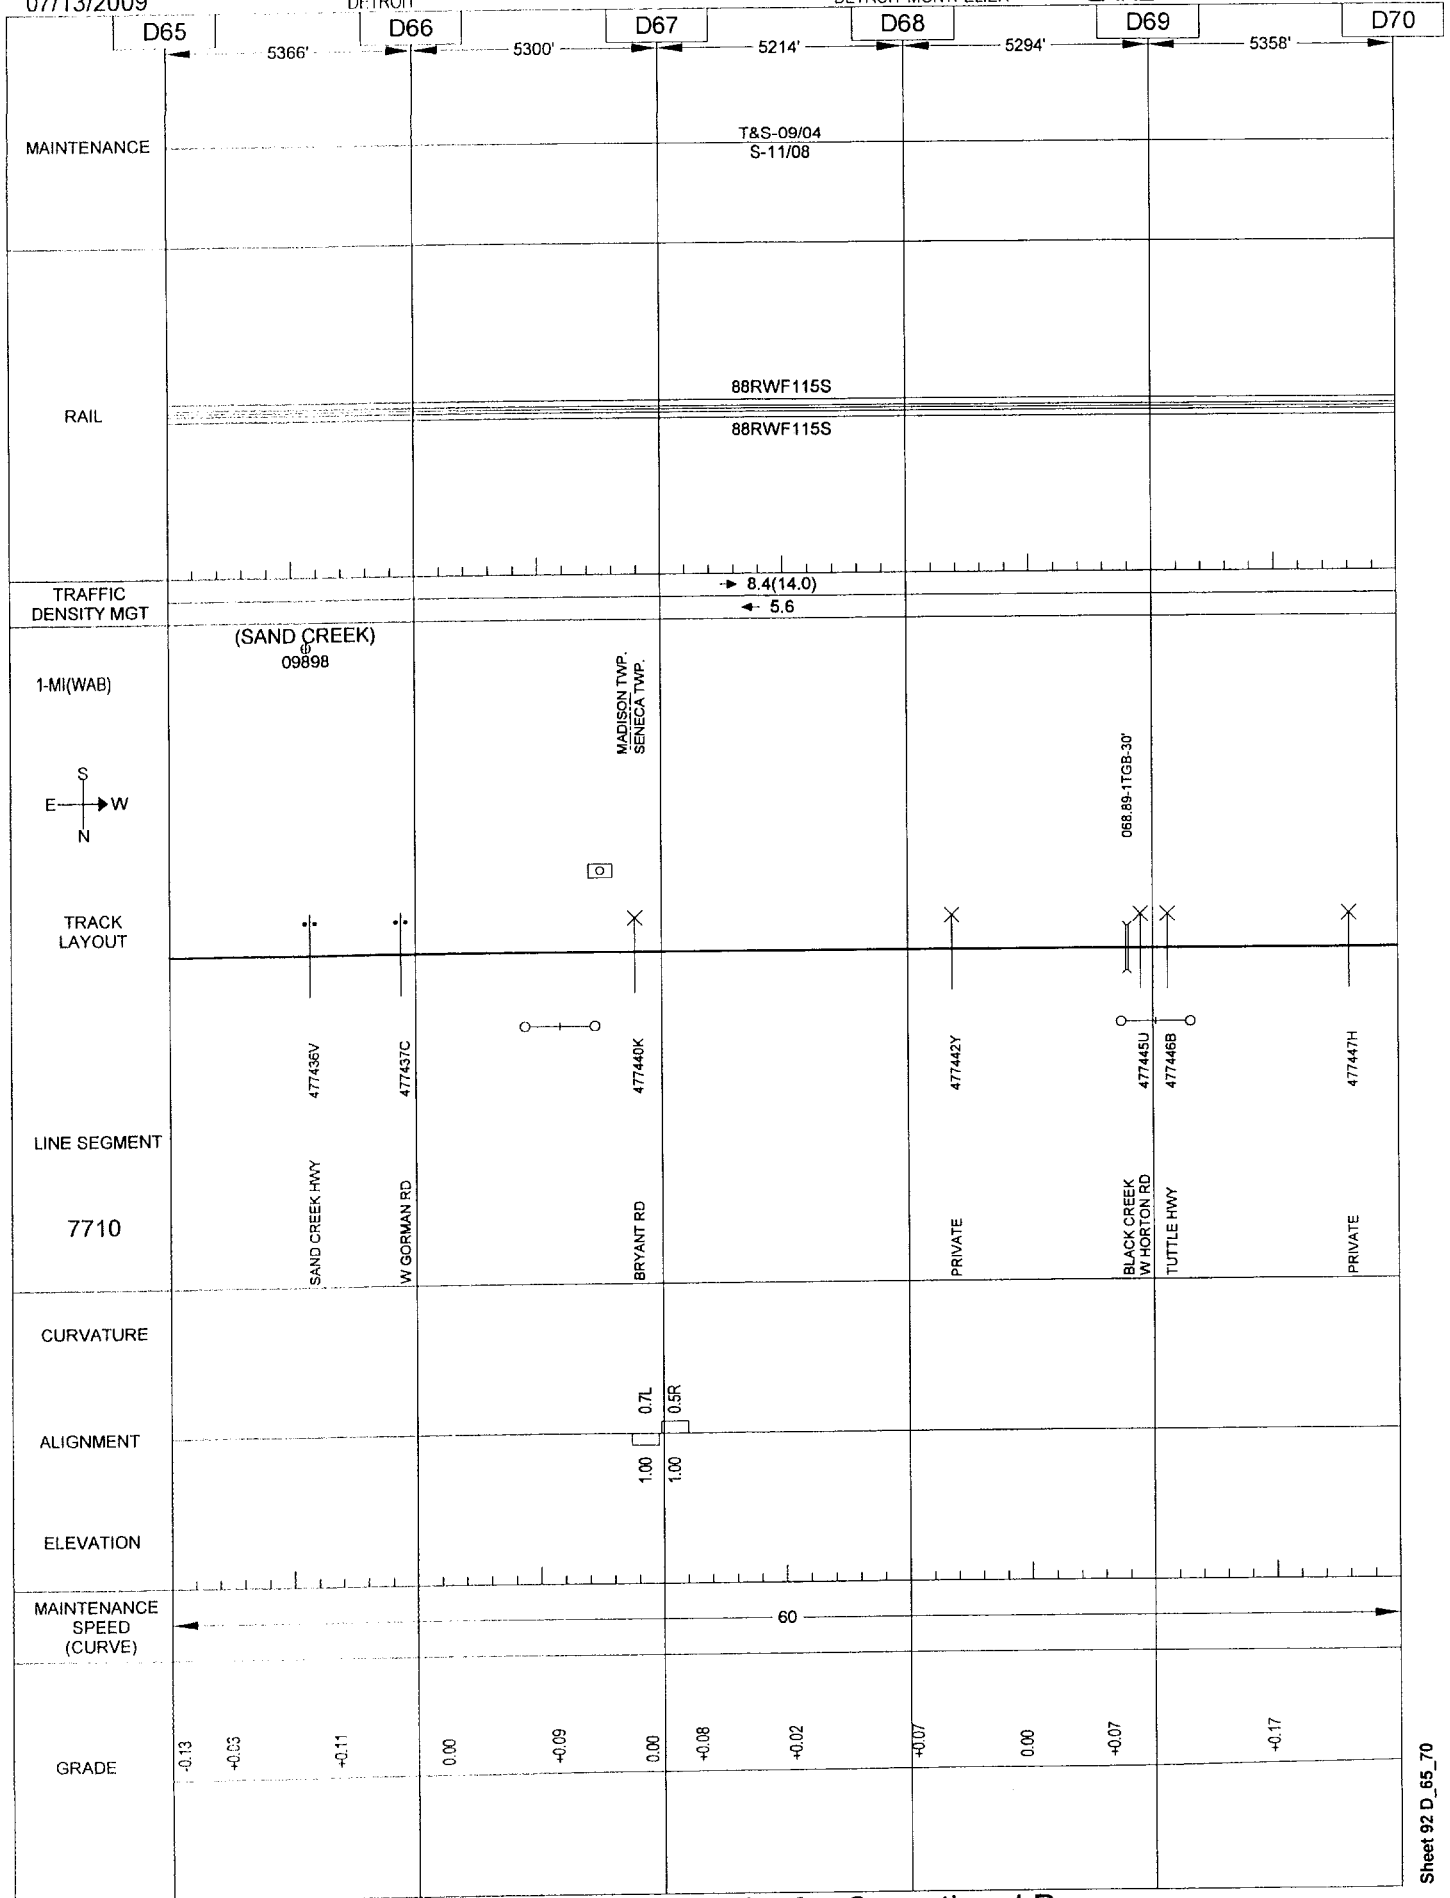 07/13/2009
DETROIT
D65 D66 D67 D68 D69 D70
5366' 5300' 5214' 5294' 5358'
MAINTENANCE
T&S-09/04
S-11/08
RAIL
88RWF115S
88RWF115S
TRAFFIC
DENSITY MGT
8.4(14.0)
5.6
(SAND CREEK)
09898
1-MI(WAB)
MADISON TWP.
SENECA TWP.
068.89-1TGB-30'
S
E W
N
TRACK
LAYOUT
477436V
477437C
477440K
477442Y
477445U
477446B
477447H
LINE SEGMENT
7710
SAND CREEK HWY
W GORMAN RD
BRYANT RD
PRIVATE
BLACK CREEK
W HORTON RD
TUTTLE HWY
PRIVATE
CURVATURE
0.7L
0.5R
ALIGNMENT
1.00
1.00
ELEVATION
MAINTENANCE
SPEED
(CURVE)
60
GRADE
-0.13
+0.11
0.00
+0.09
0.00
+0.08
+0.02
+0.07
0.00
+0.07
+0.17
Sheet 92 D_65_70